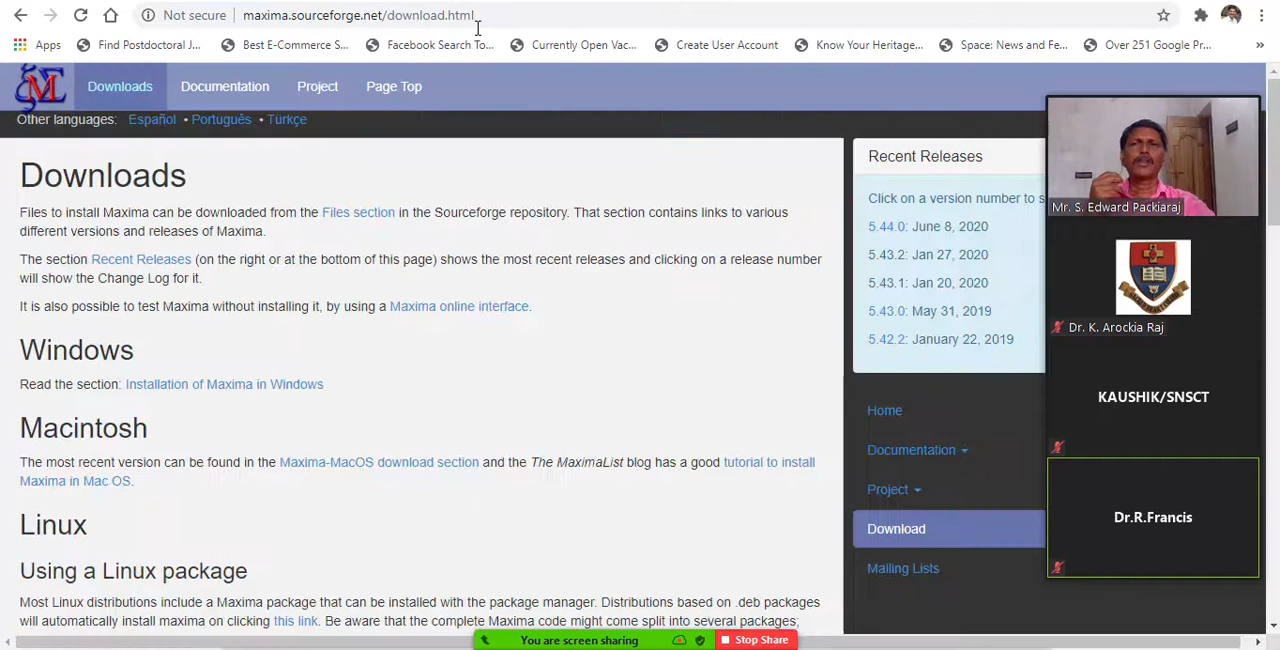 Not secure
maxima.sourceforge.net/download.html
Apps
Find Postdoctoral J...
Best E-Commerce S...
Facebook Search To...
Currently Open Vac...
Create User Account
Know Your Heritage...
Space: News and Fe...
Over 251 Google Pr...
»
M
Downloads
Documentation
Project
Page Top
Other languages: Español • Português • Türkçe
Downloads
Files to install Maxima can be downloaded from the Files section in the Sourceforge repository. That section contains links to various
different versions and releases of Maxima.
The section Recent Releases (on the right or at the bottom of this page) shows the most recent releases and clicking on a release number
will show the Change Log for it.
It is also possible to test Maxima without installing it, by using a Maxima online interface.
Windows
Read the section: Installation of Maxima in Windows
Macintosh
The most recent version can be found in the Maxima-MacOS download section and the The MaximaList blog has a good tutorial to install
Maxima in Mac OS.
Linux
Using a Linux package
Most Linux distributions include a Maxima package that can be installed with the package manager. Distributions based on .deb packages
will automatically install maxima on clicking this link. Be aware that the complete Maxima code might come split into several packages;
Recent Releases
Click on a version number to s
5.44.0: June 8, 2020
5.43.2: Jan 27, 2020
5.43.1: Jan 20, 2020
5.43.0: May 31, 2019
5.42.2: January 22, 2019
Home
Documentation
Project
Download
Mailing Lists
Mr. S. Edward Packiaraj
Dr. K. Arockia Raj
KAUSHIK/SNSCT
Dr.R.Francis
You are screen sharing
Stop Share